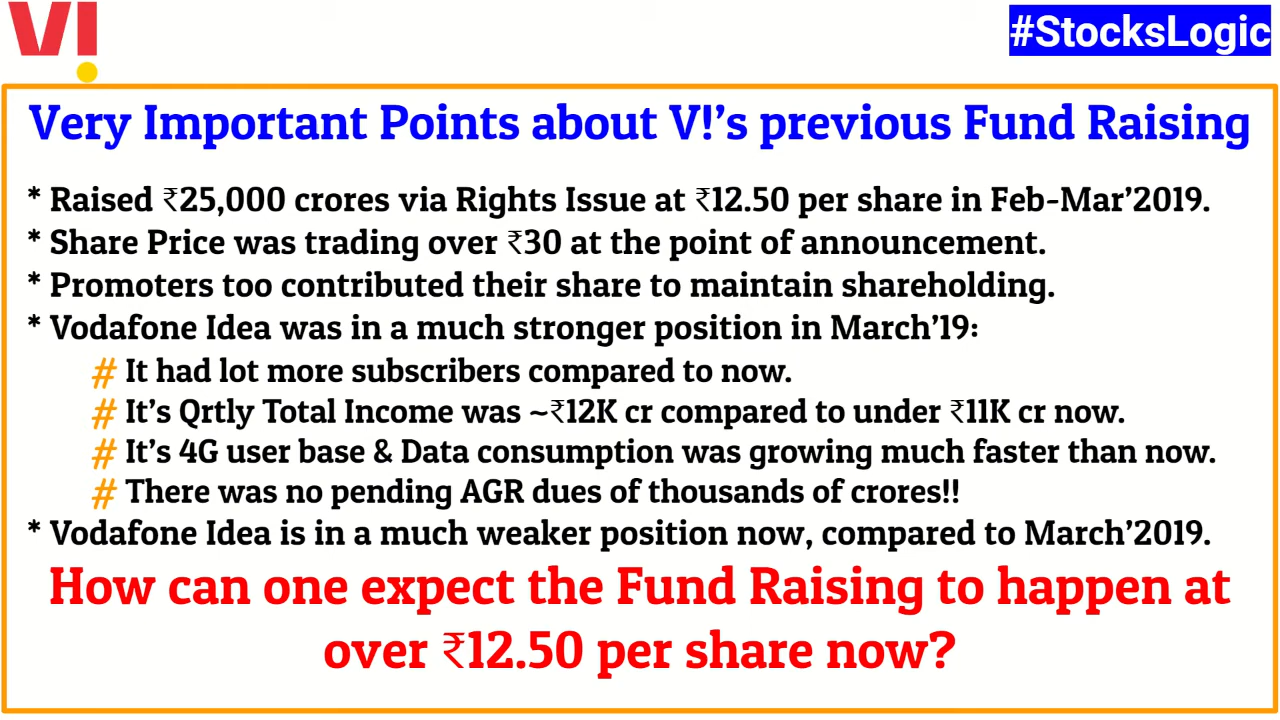 V!
#StocksLogic
Very Important Points about V!'s previous Fund Raising
* Raised ₹25,000 crores via Rights Issue at ₹12.50 per share in Feb-Mar'2019.
* Share Price was trading over ₹30 at the point of announcement.
* Promoters too contributed their share to maintain shareholding.
* Vodafone Idea was in a much stronger position in March'19:
# It had lot more subscribers compared to now.
# It's Qrtly Total Income was ~₹12K cr compared to under ₹11K cr now.
# It's 4G user base & Data consumption was growing much faster than now.
# There was no pending AGR dues of thousands of crores!!
* Vodafone Idea is in a much weaker position now, compared to March'2019.
How can one expect the Fund Raising to happen at
over ₹12.50 per share now?